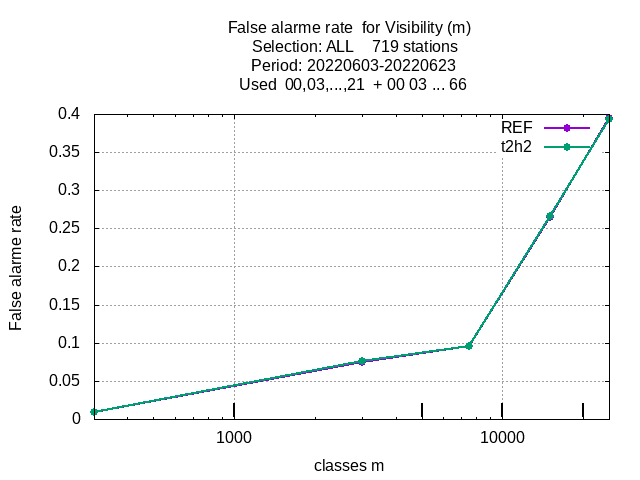 False alarme rate  for Visibility (m)
Selection: ALL    719 stations
Period: 20220603-20220623
Used  00,03,...,21  + 00 03 ... 66
0.4
0.35
0.3
0.25
0.2
0.15
0.1
0.05
0
False alarme rate
REF
t2h2
1000
10000
classes m